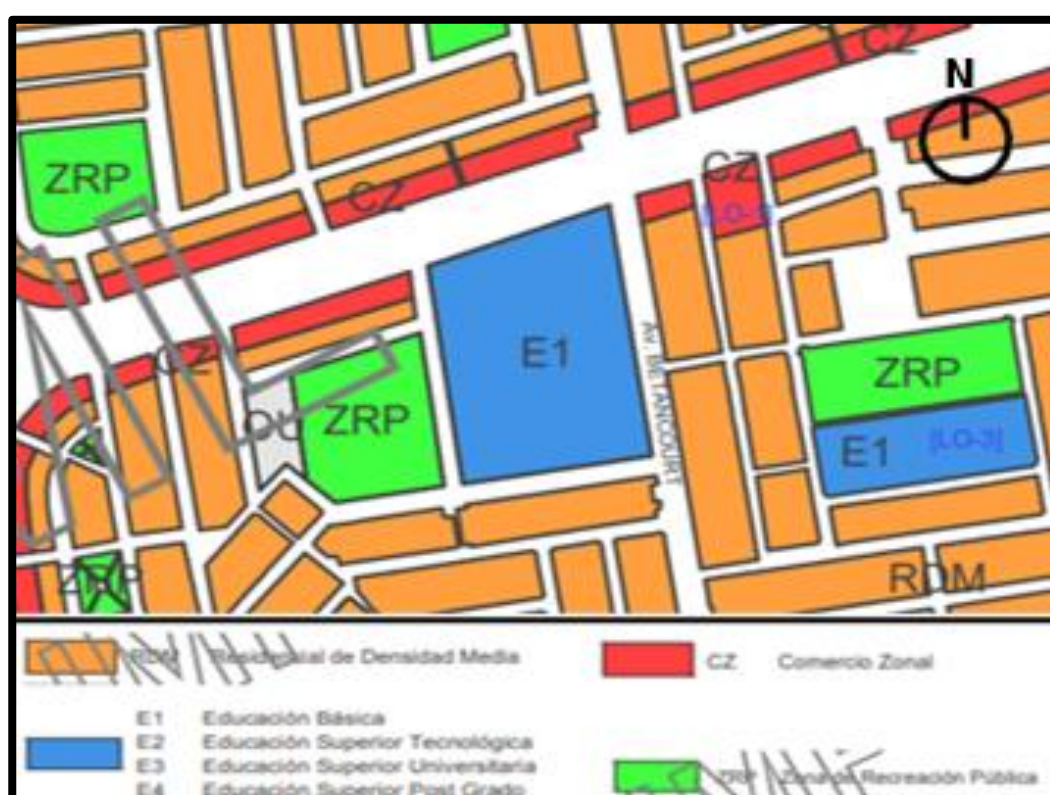 CZ
N
ZRP
CZ
CZ
E1
ZRP
CZ
OU
ZRP
E1
[LO-3]
ZRP
RDM
RDM Residencial de Densidad Media
CZ Comercio Zonal
E1 Educación Básica
E2 Educación Superior Tecnológica
E3 Educación Superior Universitaria
E4 Educación Superior Post Grado
ZRP Zona de Recreación Pública